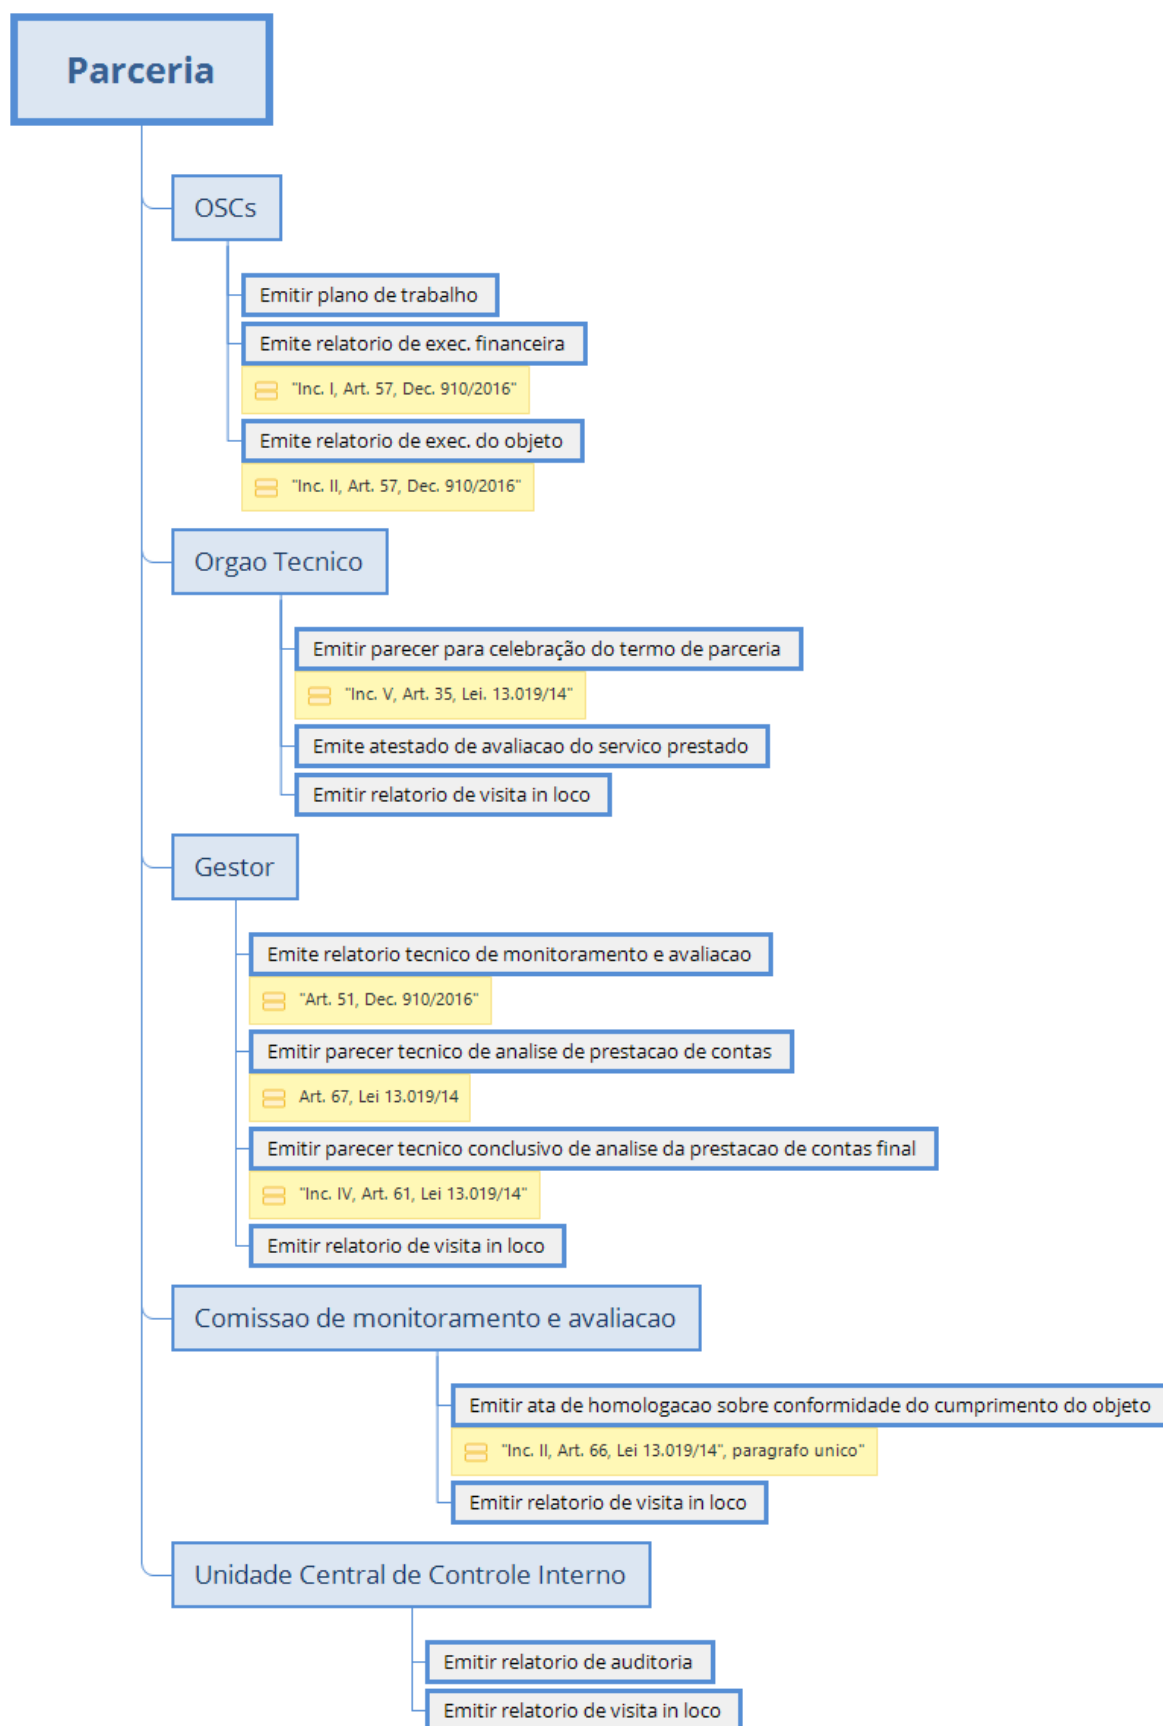 Parceria
OSCs
Emitir plano de trabalho
Emite relatorio de exec. financeira
"Inc. I, Art. 57, Dec. 910/2016"
Emite relatorio de exec. do objeto
"Inc. II, Art. 57, Dec. 910/2016"
Orgao Tecnico
Emitir parecer para celebração do termo de parceria
"Inc. V, Art. 35, Lei. 13.019/14"
Emite atestado de avaliacao do servico prestado
Emitir relatorio de visita in loco
Gestor
Emite relatorio tecnico de monitoramento e avaliacao
"Art. 51, Dec. 910/2016"
Emitir parecer tecnico de analise de prestacao de contas
Art. 67, Lei 13.019/14
Emitir parecer tecnico conclusivo de analise da prestacao de contas final
"Inc. IV, Art. 61, Lei 13.019/14"
Emitir relatorio de visita in loco
Comissao de monitoramento e avaliacao
Emitir ata de homologacao sobre conformidade do cumprimento do objeto
"Inc. II, Art. 66, Lei 13.019/14", paragrafo unico"
Emitir relatorio de visita in loco
Unidade Central de Controle Interno
Emitir relatorio de auditoria
Emitir relatorio de visita in loco